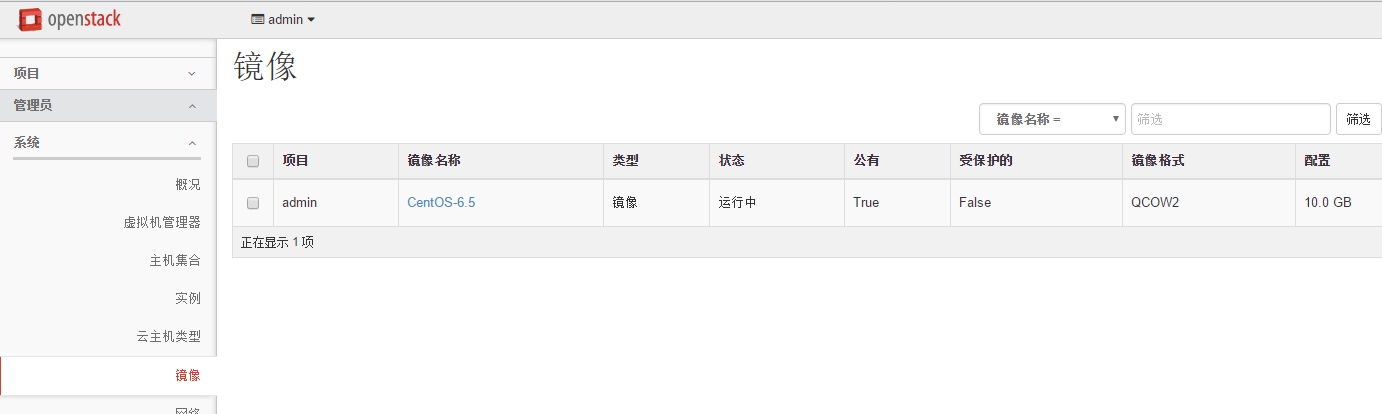 openstack
admin
项目
管理员
系统
概况
虚拟机管理器
主机集合
实例
云主机类型
镜像
网络
镜像
镜像名称 =
筛选
筛选
项目 镜像名称 类型 状态 公有 受保护的 镜像格式 配置
admin CentOS-6.5 镜像 运行中 True False QCOW2 10.0 GB
正在显示 1 项